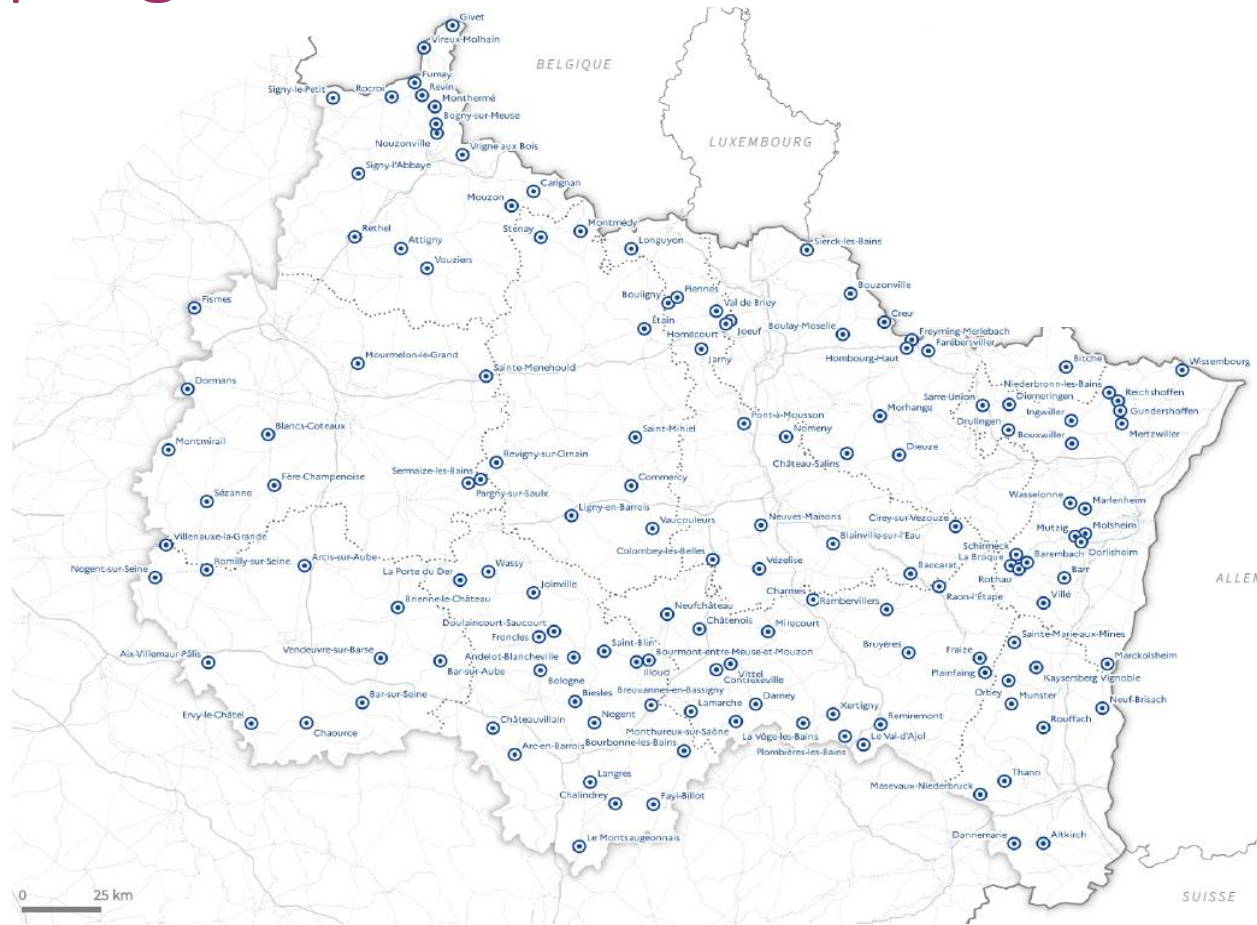 Givet
Vireux-Molhain
BELGIQUE
Fumay
Signy-le-Petit
Rocroi
Revin
Monthermé
Bogny-sur-Meuse
LUXEMBOURG
Nouzonville
Vrigne aux Bois
Signy-l'Abbaye
Carignan
Mouzon
Montmédy
Rethel
Stenay
Attigny
Longuyon
Sierck-les-Bains
Vouziers
Bouzonville
Fismes
Bouligny
Piennes
Val de Briey
Étain
Creu
Homécourt
Joeuf
Boulay-Moselle
Freyming-Merlebach
Farébersviller
Hombourg-Haut
Jarny
Mourmelon-le-Grand
Sainte-Menehould
Bitche
Wissembourg
Dormans
Niederbronn-les-Bains
Reichshoffen
Sarre-Union
Diemeringen
Gundershoffen
Ingwiller
Pont-à-Mousson
Morhange
Drulingen
Blancs-Coteaux
Saint-Mihiel
Nomeny
Bouxwiller
Mertzwiller
Montmirail
Dieuze
Revigny-sur-Ornain
Château-Salins
Sermaize-les-Bains
Fère-Champenoise
Commercy
Pargny-sur-Saulx
Sézanne
Wasselonne
Marlenheim
Ligny-en-Barrois
Vaucouleurs
Neuves-Maisons
Cirey-sur-Vezouze
Mutzig
Molsheim
Villenauxe-la-Grande
Blainville-sur-l'Eau
Schirmeck
Barembach
Dorlisheim
Colombey-les-Belles
La Broque
Nogent-sur-Seine
Romilly-sur-Seine
Arcis-sur-Aube
La Porte du Der
Wassy
Vézelise
Baccarat
Rothau
Barr
ALLEM
Joinville
Charmes
Rambervillers
Raon-l'Étape
Villé
Brienne-le-Château
Neufchâteau
Doulaincourt-Saucourt
Châtenois
Mirecourt
Froncles
Sainte-Marie-aux-Mines
Saint-Blin
Bruyères
Fraize
Aix-Villemaur-Pâlis
Vendeuvre-sur-Barse
Andelot-Blancheville
Bourmont-entre-Meuse-et-Mouzon
Marckolsheim
Bar-sur-Aube
Illoud
Vittel
Plainfaing
Kaysersberg Vignoble
Bologne
Contrexéville
Biesles
Breuvannes-en-Bassigny
Darney
Orbey
Munster
Bar-sur-Seine
Lamarche
Xertigny
Neuf-Brisach
Ervy-le-Châtel
Chaource
Châteauvillain
Nogent
Monthureux-sur-Saône
Remiremont
Rouffach
La Vôge-les-Bains
Le Val-d'Ajol
Arc-en-Barrois
Bourbonne-les-Bains
Plombières-les-Bains
Langres
Thann
Masevaux-Niederbruck
Chalindrey
Fayl-Billot
Le Montsaugeonnais
Dannemarie
Altkirch
0 25 km
SUISSE